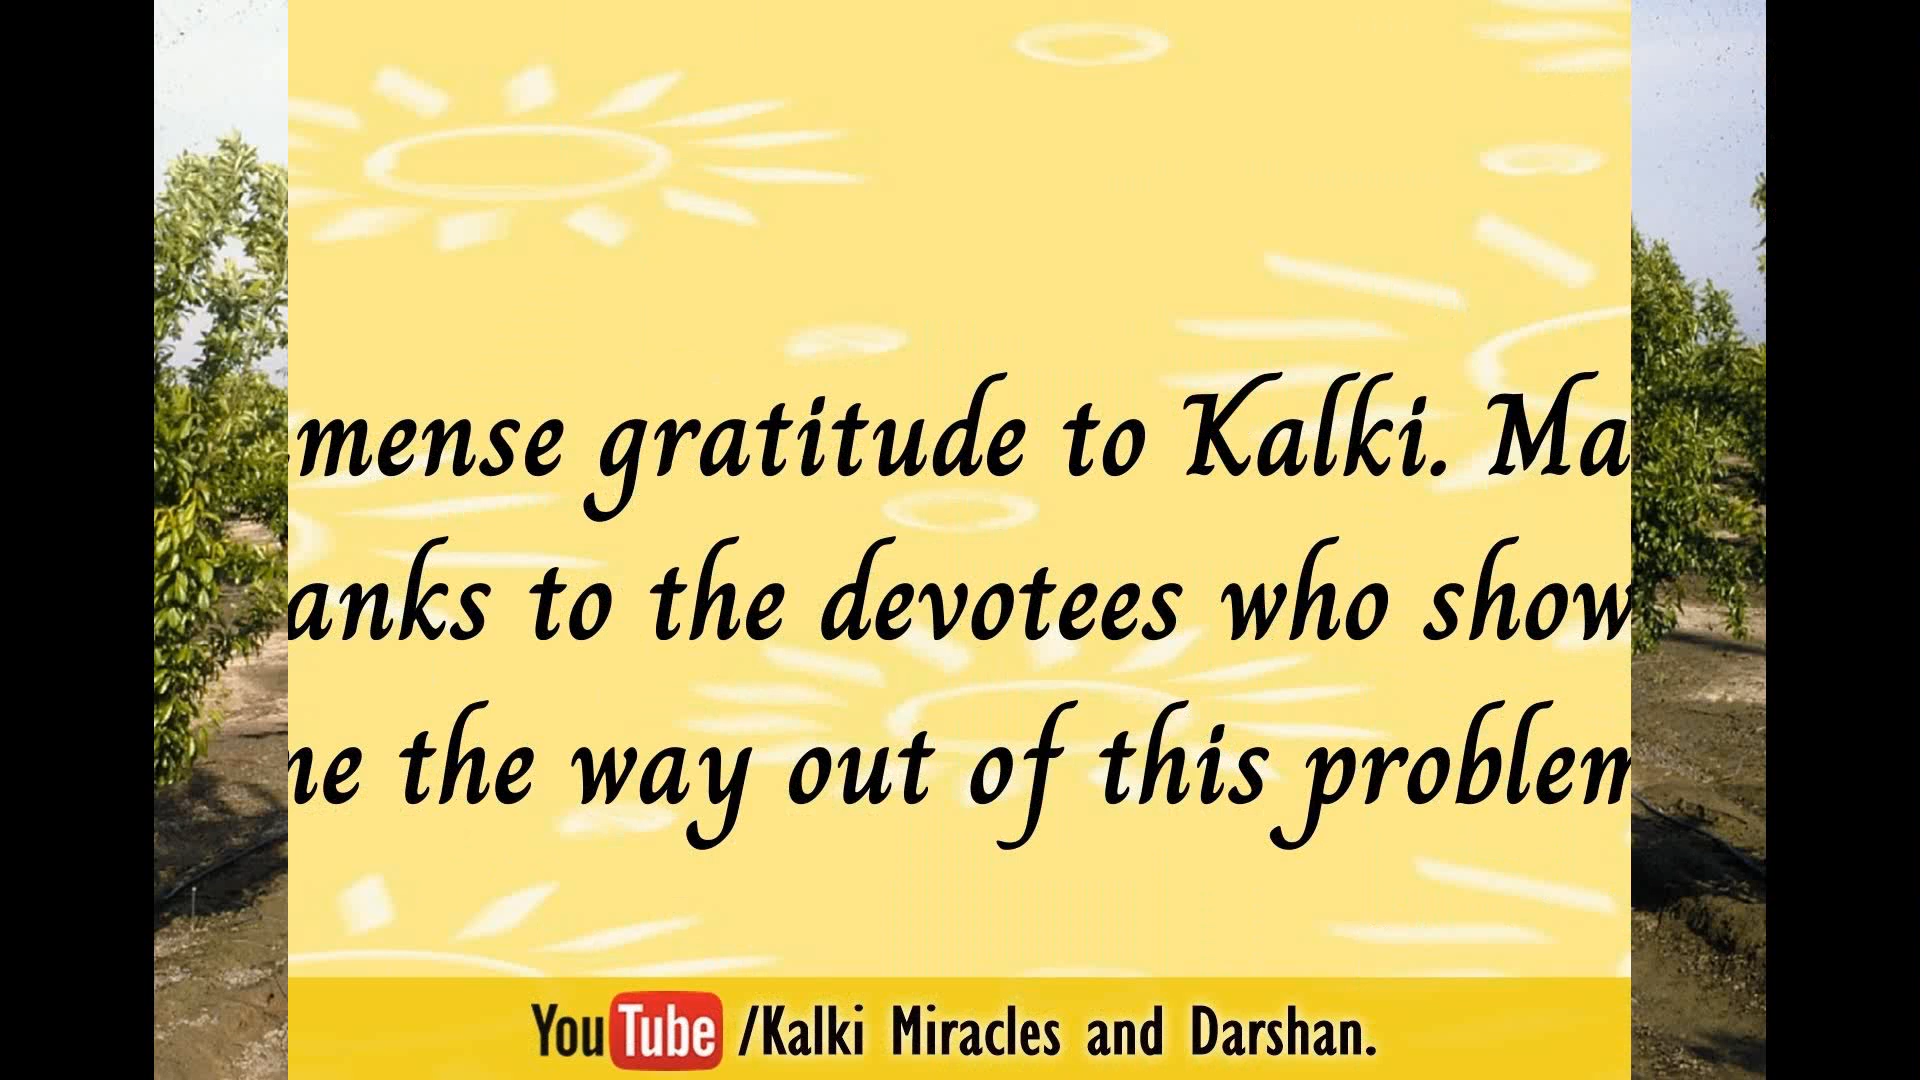 mense gratitude to Kalki. Ma
anks to the devotees who show
e the way out of this problem
YouTube /Kalki Miracles and Darshan.